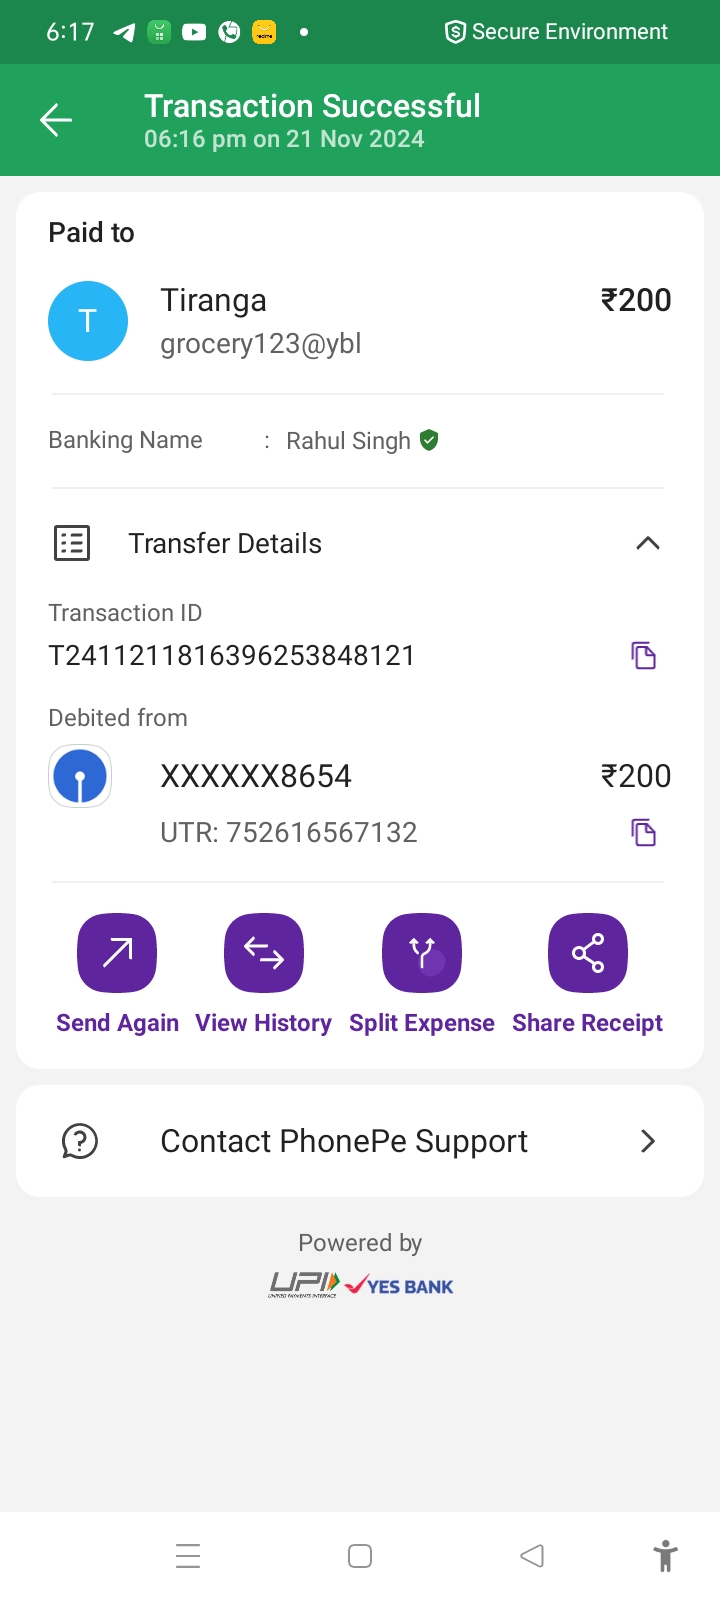 6:17
Secure Environment
Transaction Successful
06:16 pm on 21 Nov 2024
Paid to
T
Tiranga
₹200
grocery123@ybl
Banking Name : Rahul Singh
Transfer Details
Transaction ID
T2411211816396253848121
Debited from
XXXXXX8654
₹200
UTR: 752616567132
Send Again
View History
Split Expense
Share Receipt
Contact PhonePe Support
Powered by
UPI
UNIFIED PAYMENTS INTERFACE
YES BANK